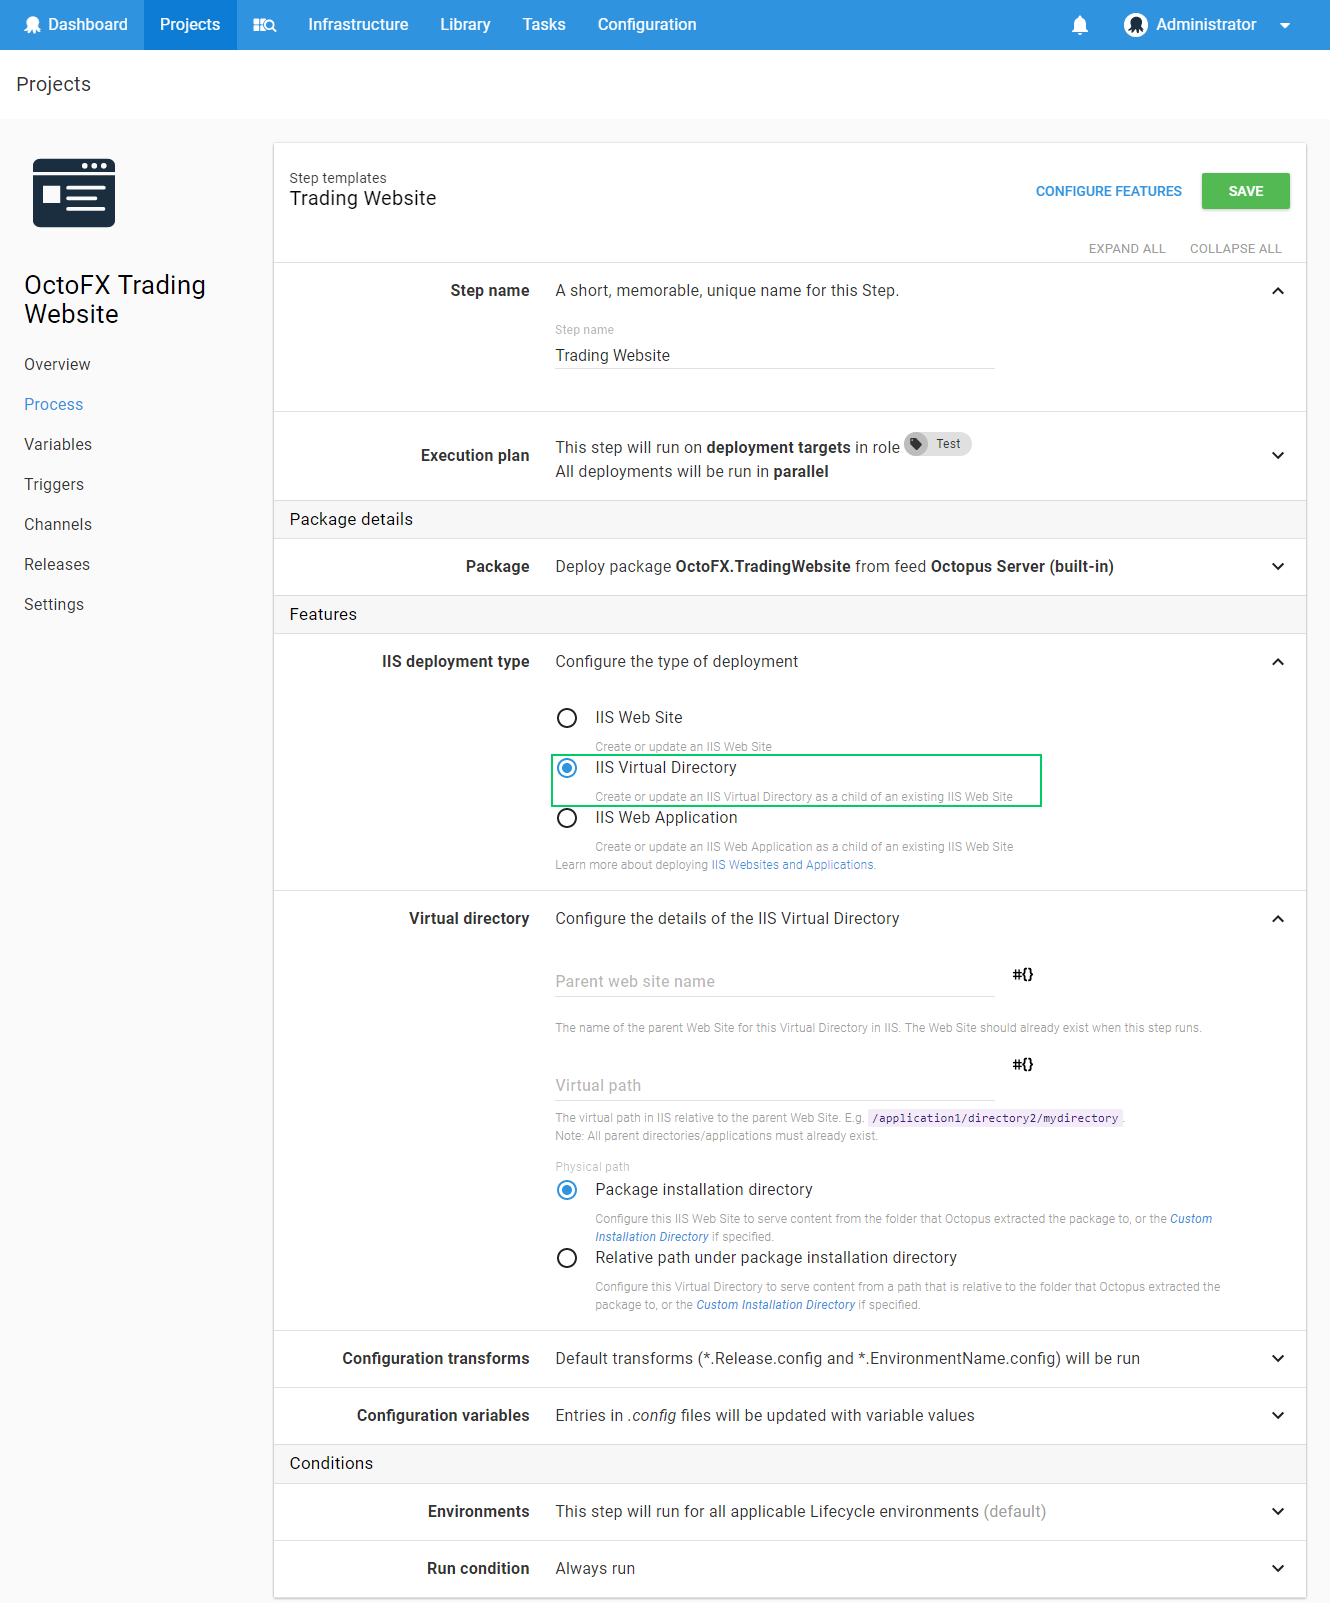 Dashboard Projects Infrastructure Library Tasks Configuration Administrator
Projects
OctoFX Trading
Website
Overview
Process
Variables
Triggers
Channels
Releases
Settings
Step templates
Trading Website
CONFIGURE FEATURES SAVE
EXPAND ALL COLLAPSE ALL
Step name A short, memorable, unique name for this Step.
Step name
Trading Website
Execution plan
This step will run on deployment targets in role Test
All deployments will be run in parallel
Package details
Package Deploy package OctoFX.TradingWebsite from feed Octopus Server (built-in)
Features
IIS deployment type Configure the type of deployment
IIS Web Site
Create or update an IIS Web Site
IIS Virtual Directory
Create or update an IIS Virtual Directory as a child of an existing IIS Web Site
IIS Web Application
Create or update an IIS Web Application as a child of an existing IIS Web Site
Learn more about deploying IIS Websites and Applications.
Virtual directory Configure the details of the IIS Virtual Directory
Parent web site name #{}
The name of the parent Web Site for this Virtual Directory in IIS. The Web Site should already exist when this step runs.
Virtual path #{}
The virtual path in IIS relative to the parent Web Site. E.g. /application1/directory2/mydirectory.
Note: All parent directories/applications must already exist.
Physical path
Package installation directory
Configure this IIS Web Site to serve content from the folder that Octopus extracted the package to, or the Custom
Installation Directory if specified.
Relative path under package installation directory
Configure this Virtual Directory to serve content from a path that is relative to the folder that Octopus extracted the
package to, or the Custom Installation Directory if specified.
Configuration transforms Default transforms (*.Release.config and *.EnvironmentName.config) will be run
Configuration variables Entries in .config files will be updated with variable values
Conditions
Environments This step will run for all applicable Lifecycle environments (default)
Run condition Always run